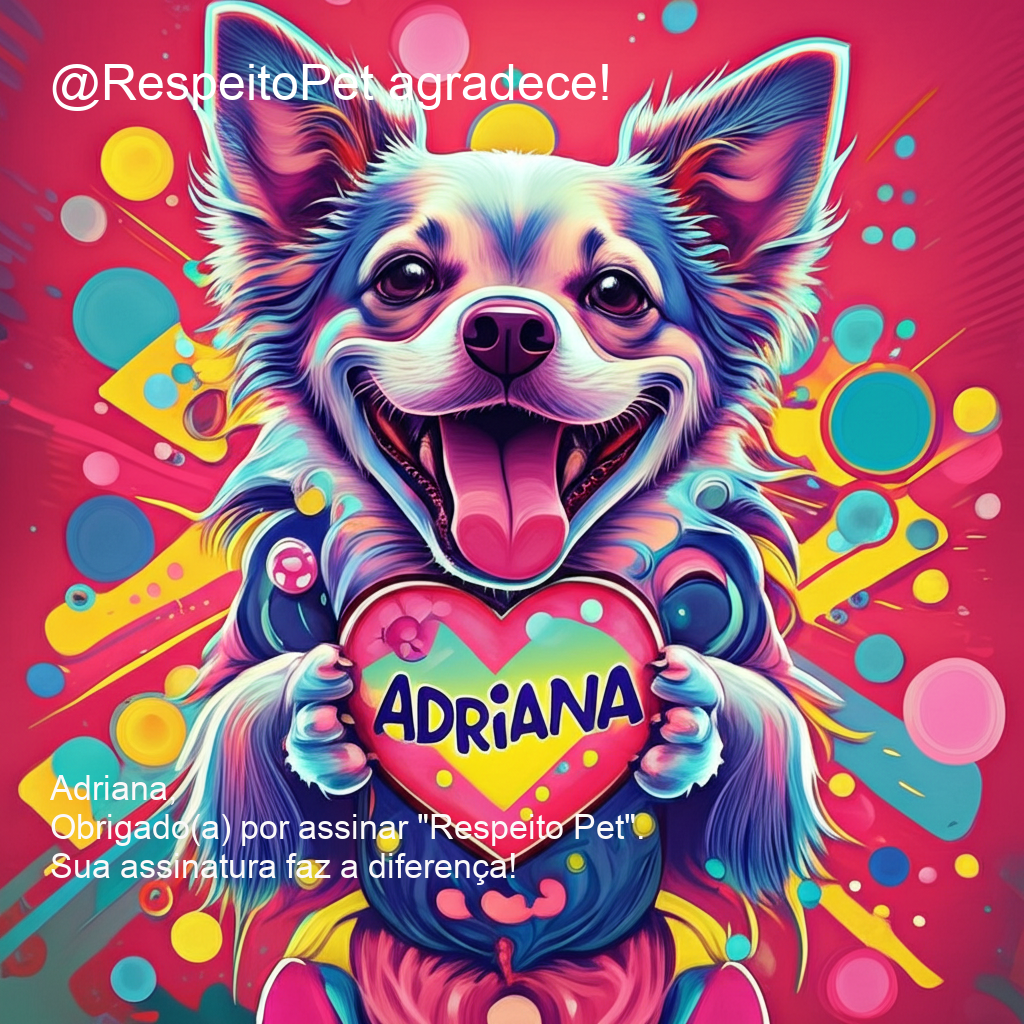 @RespeitoPet agradece!
ADRiANA
Adriana,
Obrigado(a) por assinar "Respeito Pet".
Sua assinatura faz a diferença!